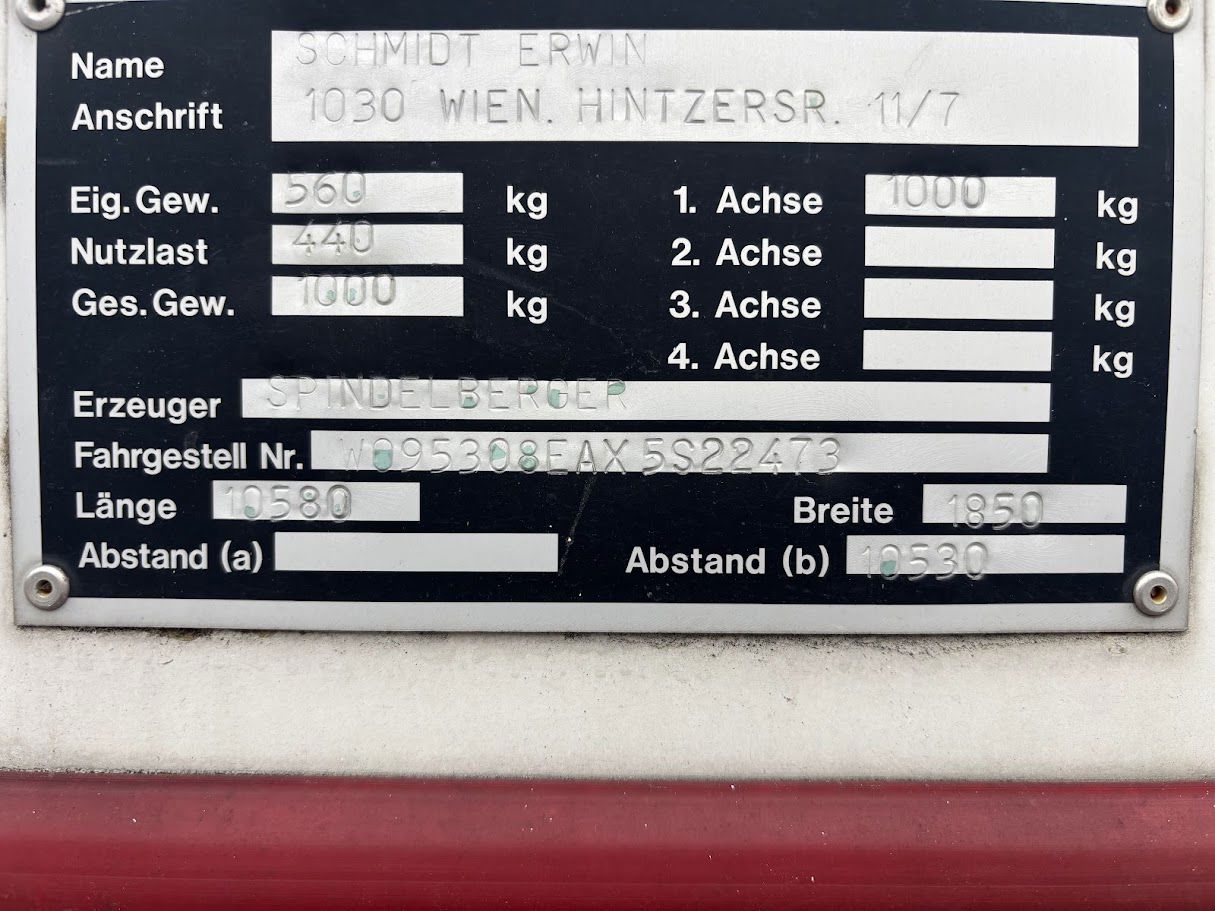 Name SCHMIDT ERWIN
Anschrift 1030 WIEN. HINTZERSR. 11/7
Eig. Gew. 560 kg 1. Achse 1000 kg
Nutzlast 440 kg 2. Achse kg
Ges. Gew. 1000 kg 3. Achse kg
4. Achse kg
Erzeuger SPINDELBERGER
Fahrgestell Nr. W095308EAX5S22473
Länge 10580 Breite 1850
Abstand (a) Abstand (b) 10530